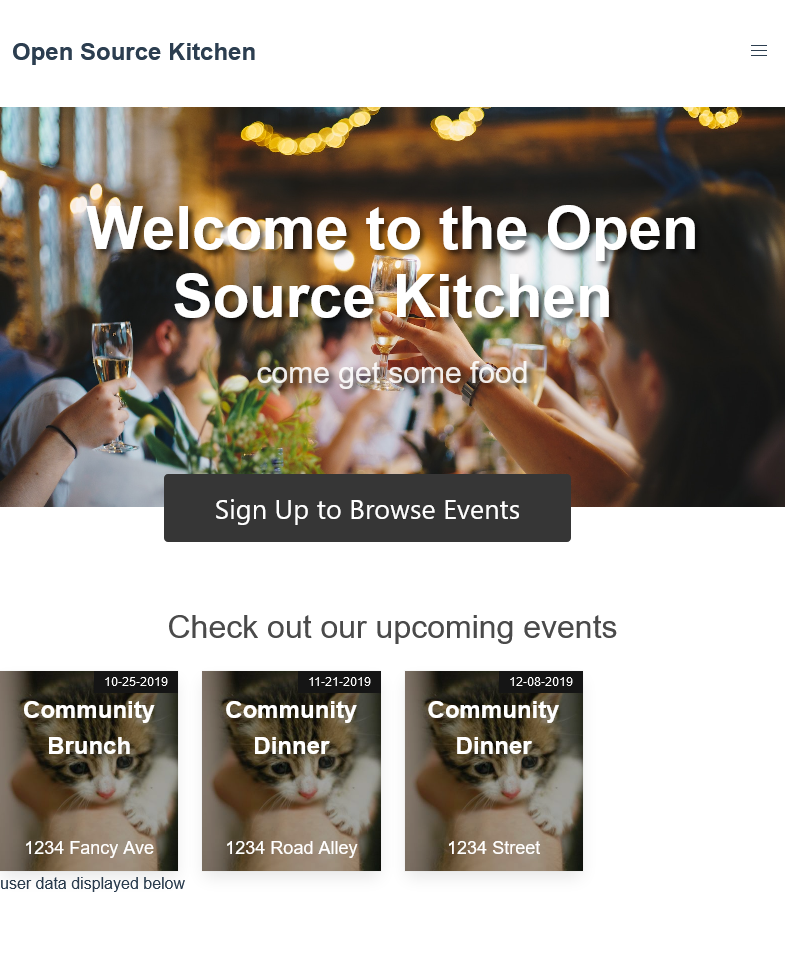 Open Source Kitchen
Welcome to the Open
Source Kitchen
come get some food
Sign Up to Browse Events
Check out our upcoming events
10-25-2019
Community
Brunch
1234 Fancy Ave
11-21-2019
Community
Dinner
1234 Road Alley
12-08-2019
Community
Dinner
1234 Street
user data displayed below